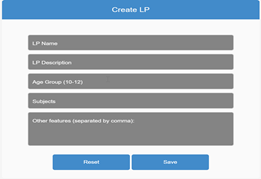 Create LP
LP Name
LP Description
Age Group (10-12)
Subjects
Other features (separated by comma):
Reset
Save